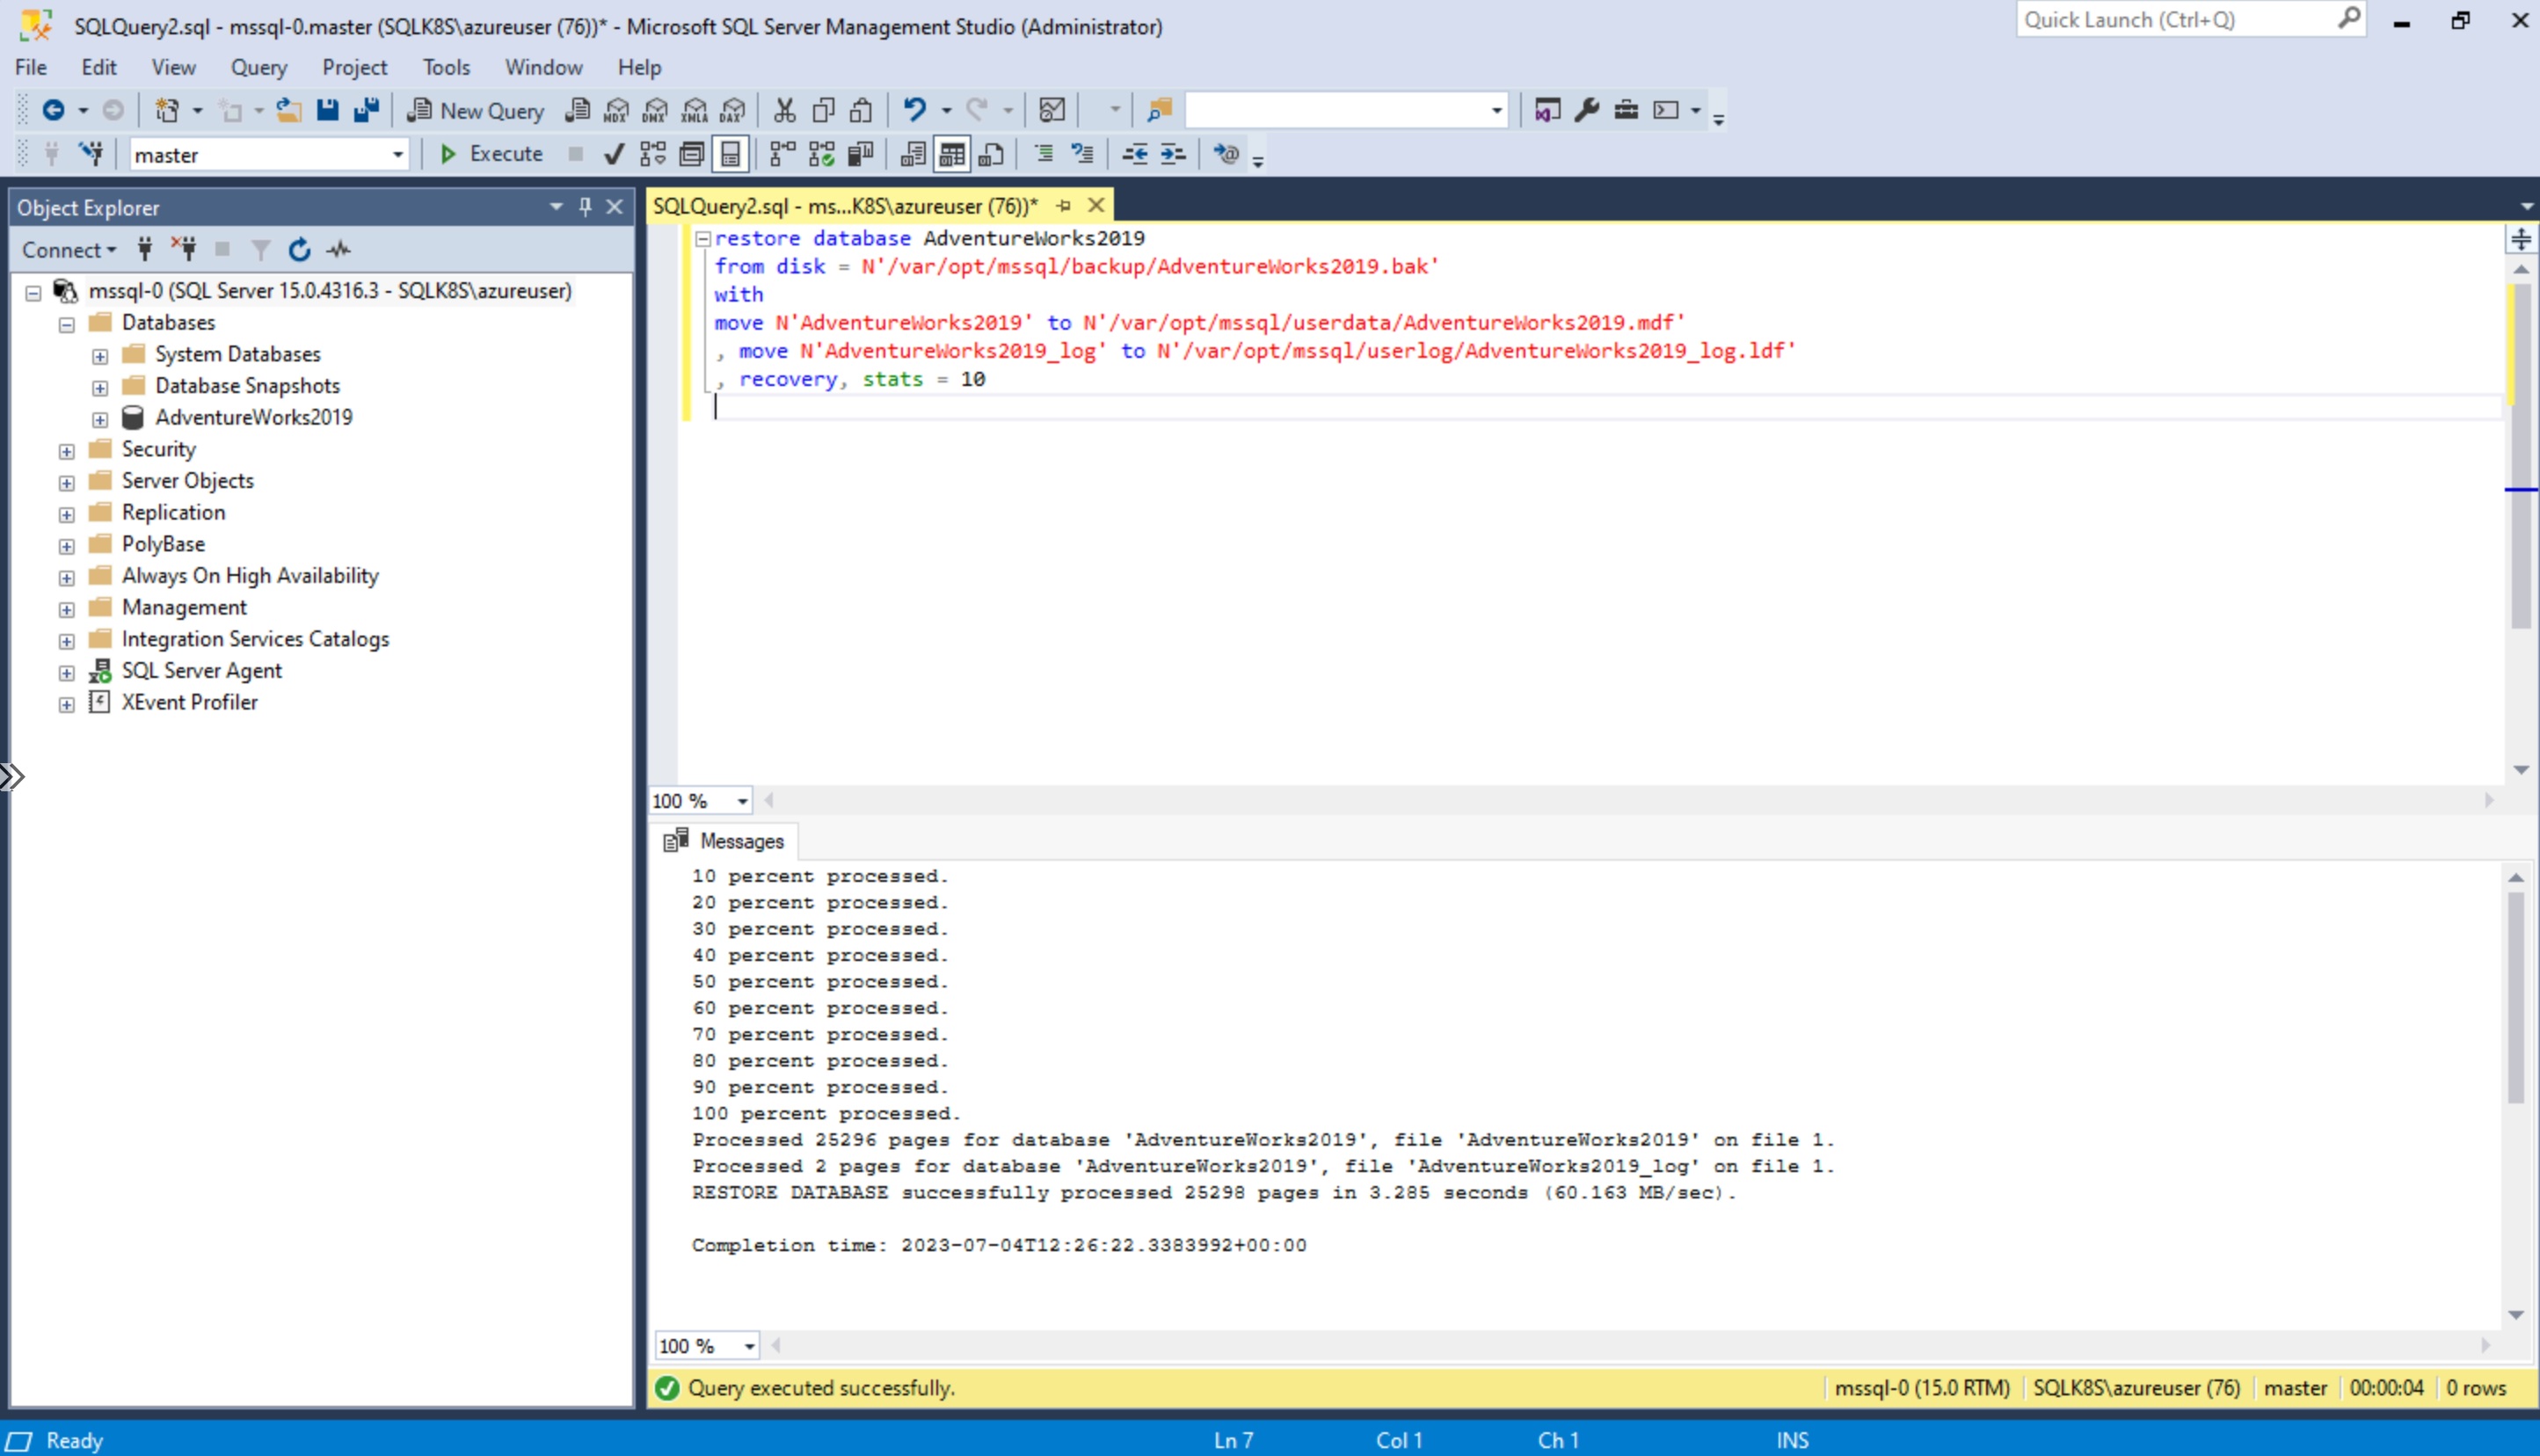 SQLQuery2.sql - mssql-0.master (SQLK8S\azureuser (76))* - Microsoft SQL Server Management Studio (Administrator)
Quick Launch (Ctrl+Q)
File Edit View Query Project Tools Window Help
New Query MDX DMX XMLA DAX
master Execute
Object Explorer
Connect
mssql-0 (SQL Server 15.0.4316.3 - SQLK8S\azureuser)
Databases
System Databases
Database Snapshots
AdventureWorks2019
Security
Server Objects
Replication
PolyBase
Always On High Availability
Management
Integration Services Catalogs
SQL Server Agent
XEvent Profiler
SQLQuery2.sql - ms...K8S\azureuser (76))*
restore database AdventureWorks2019
from disk = N'/var/opt/mssql/backup/AdventureWorks2019.bak'
with
move N'AdventureWorks2019' to N'/var/opt/mssql/userdata/AdventureWorks2019.mdf'
, move N'AdventureWorks2019_log' to N'/var/opt/mssql/userlog/AdventureWorks2019_log.ldf'
, recovery, stats = 10
100 %
Messages
10 percent processed.
20 percent processed.
30 percent processed.
40 percent processed.
50 percent processed.
60 percent processed.
70 percent processed.
80 percent processed.
90 percent processed.
100 percent processed.
Processed 25296 pages for database 'AdventureWorks2019', file 'AdventureWorks2019' on file 1.
Processed 2 pages for database 'AdventureWorks2019', file 'AdventureWorks2019_log' on file 1.
RESTORE DATABASE successfully processed 25298 pages in 3.285 seconds (60.163 MB/sec).
Completion time: 2023-07-04T12:26:22.3383992+00:00
100 %
Query executed successfully. mssql-0 (15.0 RTM) SQLK8S\azureuser (76) master 00:00:04 0 rows
Ready Ln 7 Col 1 Ch 1 INS